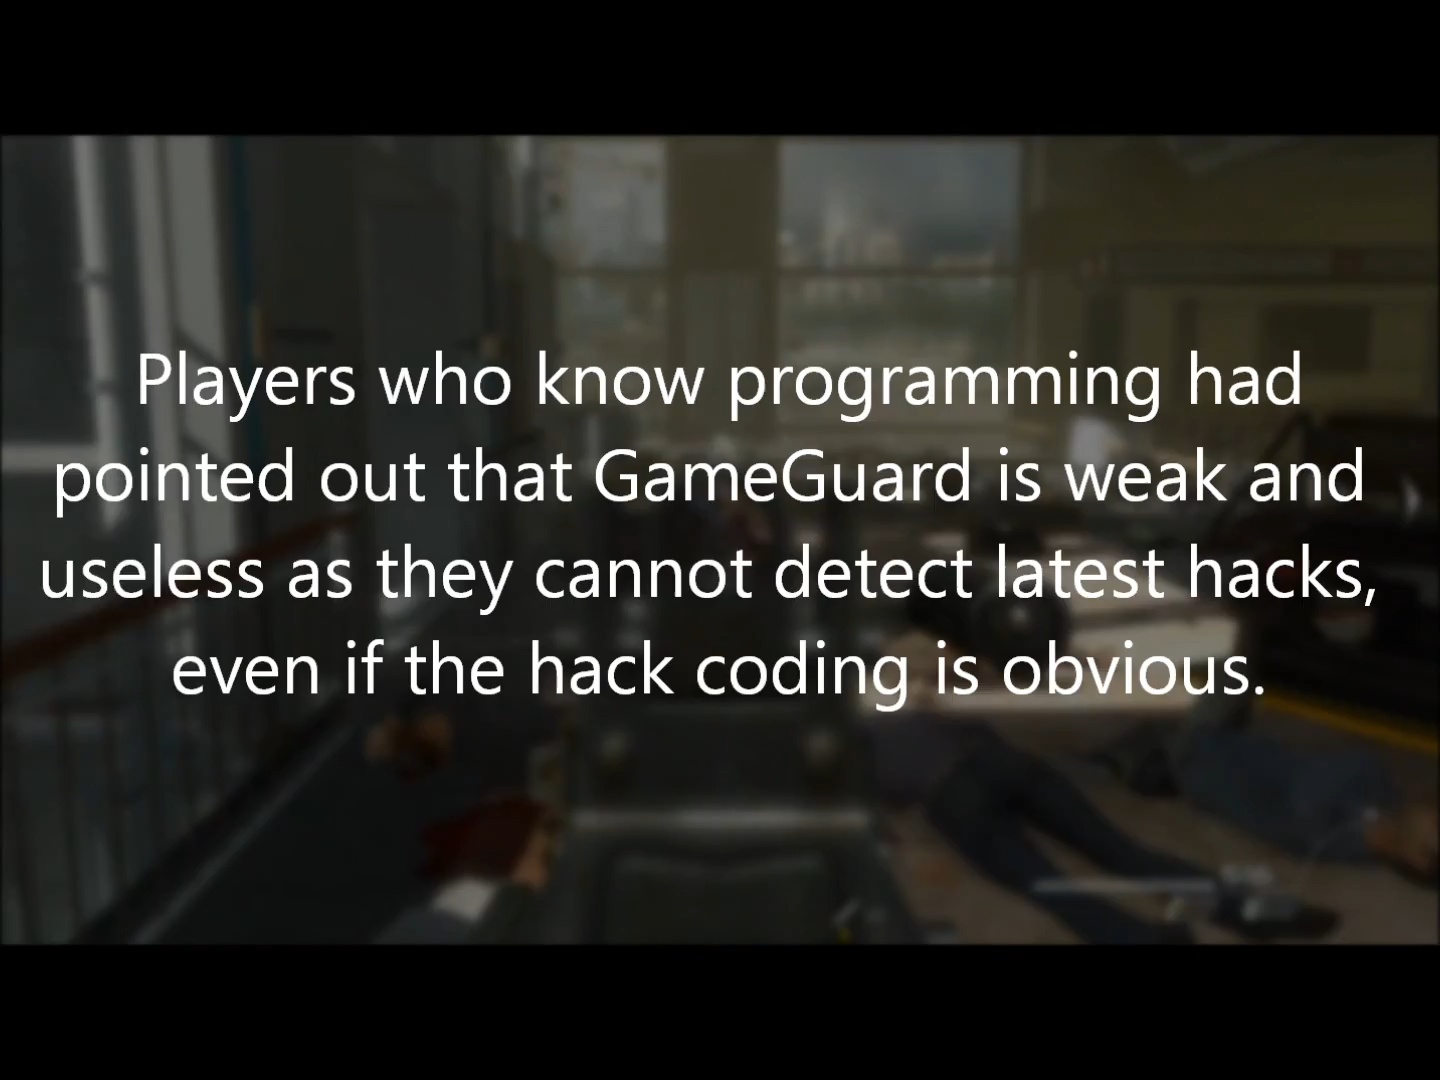 Players who know programming had
pointed out that GameGuard is weak and
useless as they cannot detect latest hacks,
even if the hack coding is obvious.